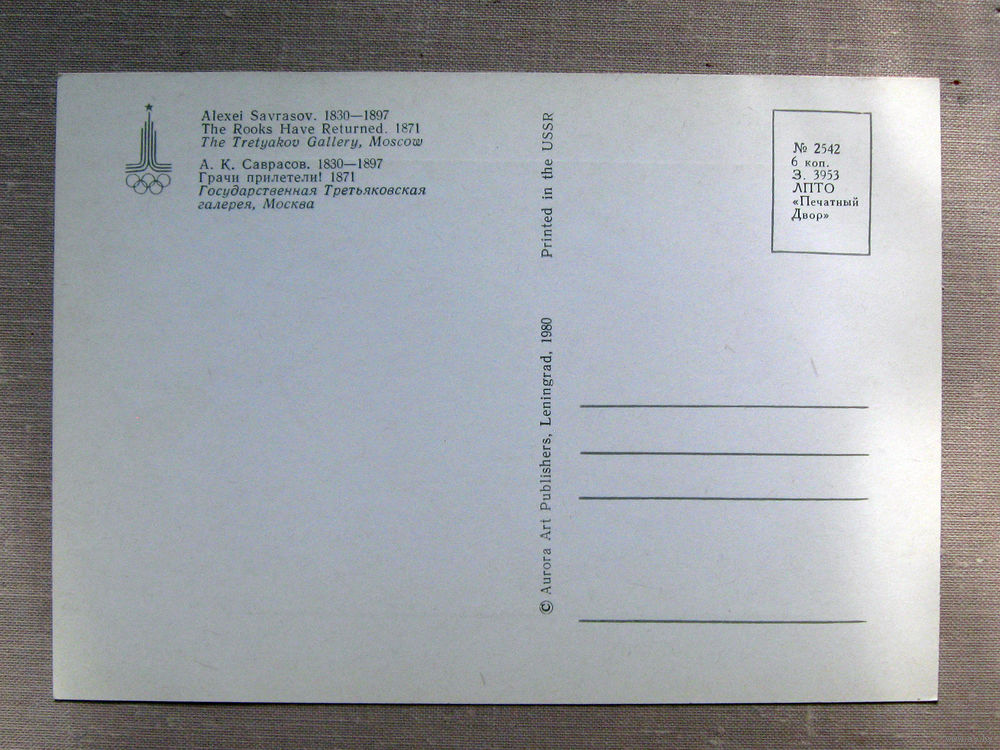 Alexei Savrasov. 1830—1897
The Rooks Have Returned. 1871
The Tretyakov Gallery, Moscow
А. К. Саврасов. 1830—1897
Грачи прилетели! 1871
Государственная Третьяковская
галерея, Москва
© Aurora Art Publishers, Leningrad, 1980
Printed in the USSR
№ 2542
6 коп.
З. 3953
ЛПТО
«Печатный
Двор»